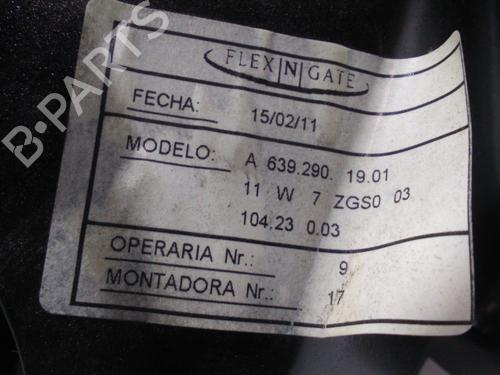 FLEX|N|GATE
FECHA: 15/02/11
MODELO: A 639.290. 19.01
11 W 7 ZGS0 03
104.23 0.03
OPERARIA Nr.: 9
MONTADORA Nr.: 17
B-PARTS